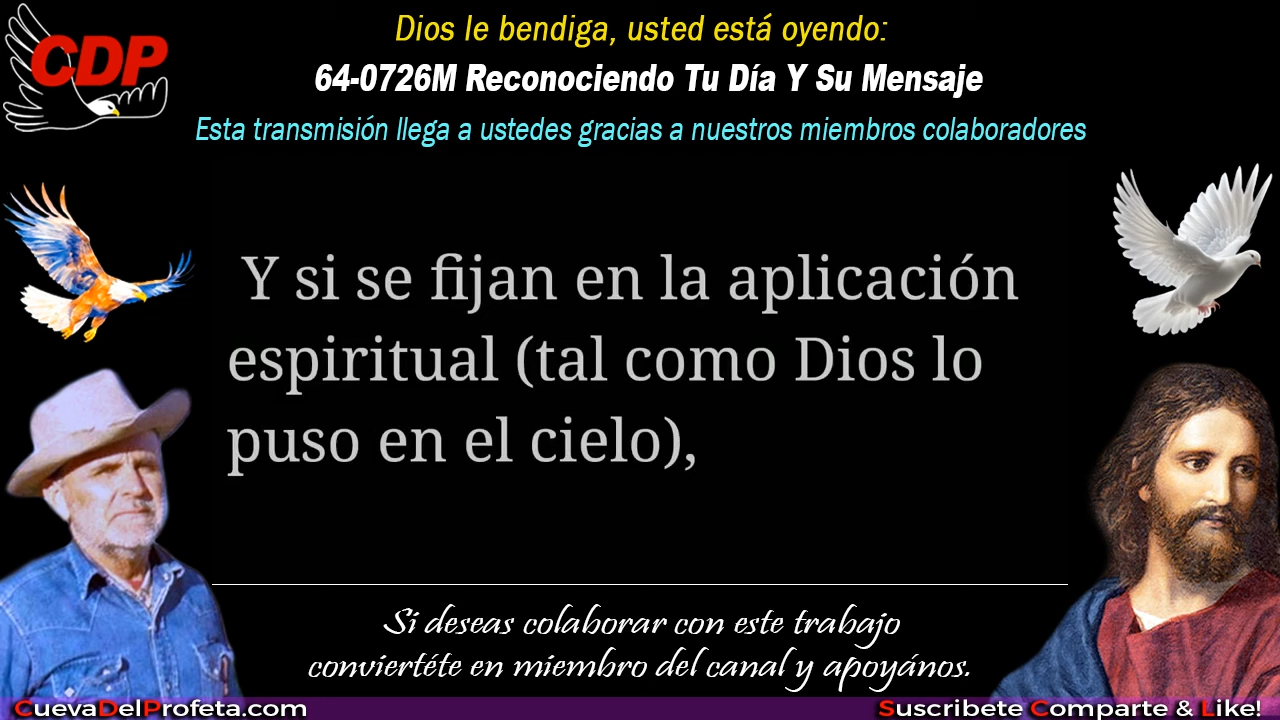 CDP
Dios le bendiga, usted está oyendo:
64-0726M Reconociendo Tu Día Y Su Mensaje
Esta transmisión llega a ustedes gracias a nuestros miembros colaboradores
Y si se fijan en la aplicación
espiritual (tal como Dios lo
puso en el cielo),
Si deseas colaborar con este trabajo
conviertéte en miembro del canal y apoyános.
CuevaDelProfeta.com
Suscribete Comparte & Like!